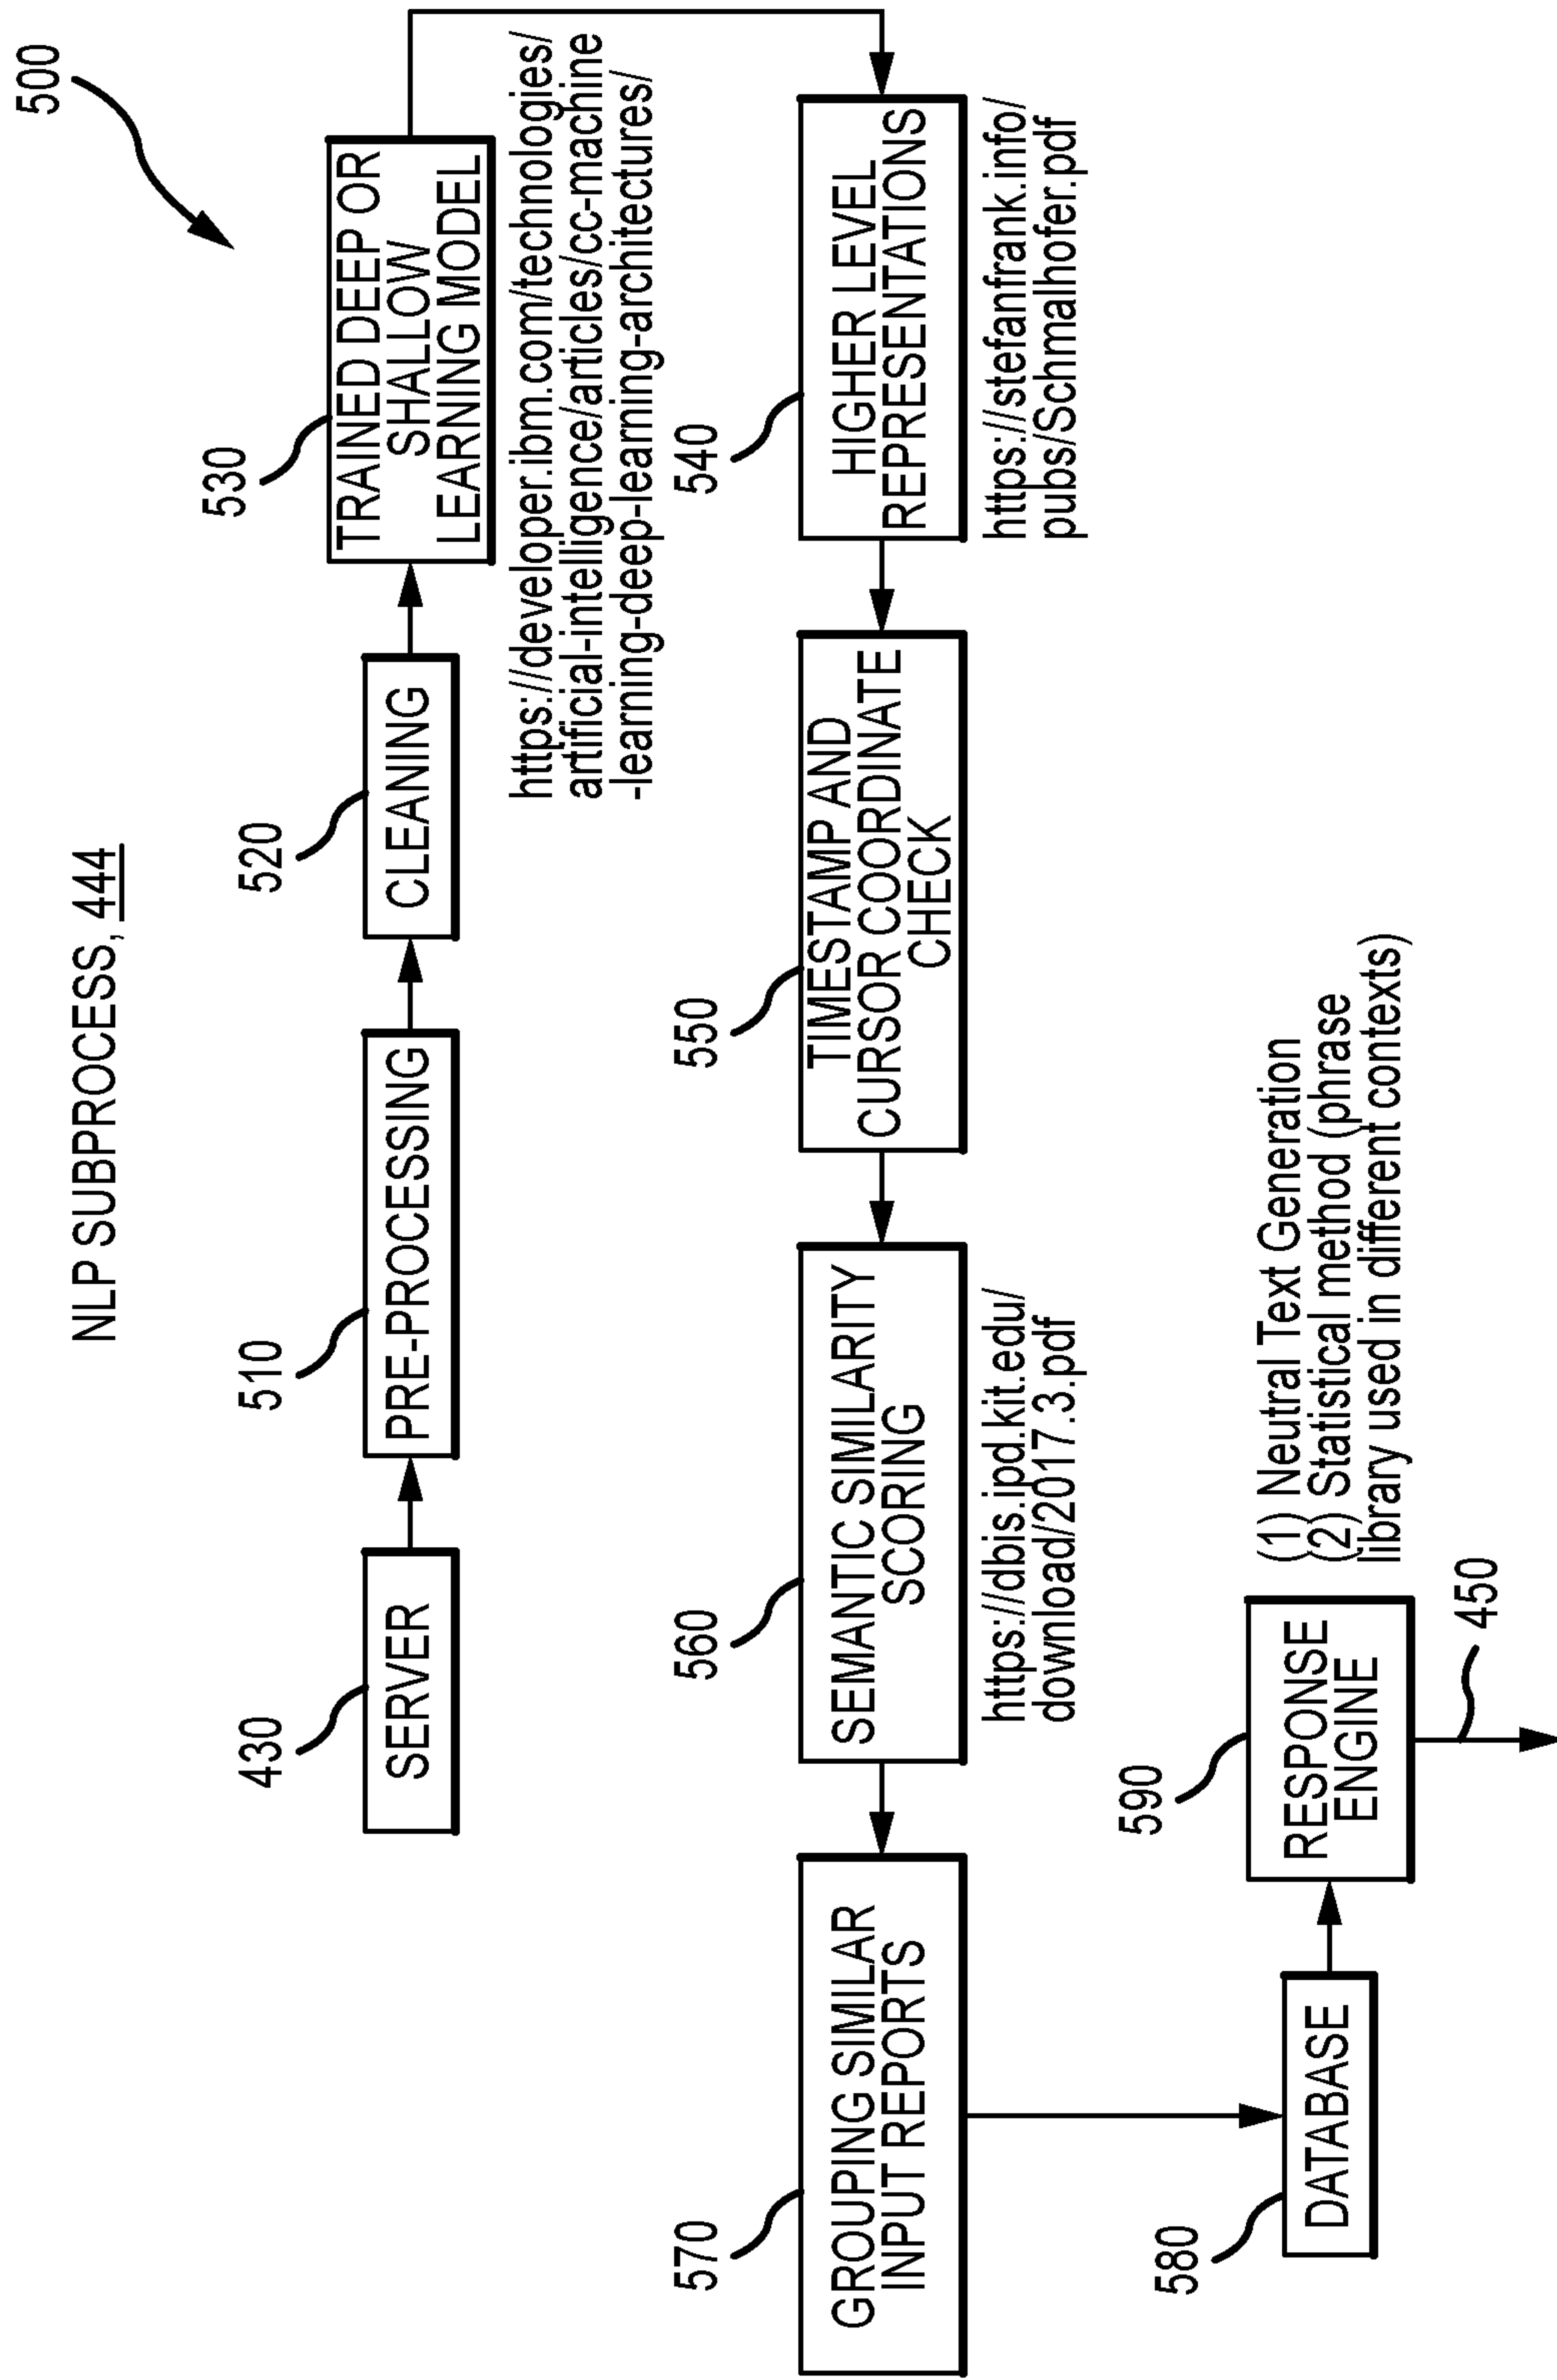 NLP SUBPROCESS, 444
500
430
SERVER
510
PRE-PROCESSING
520
CLEANING
530
TRAINED DEEP OR
SHALLOW
LEARNING MODEL
https://developer.ibm.com/technologies/
artificial-intelligence/articles/cc-machine
-learning-deep-learning-architectures/
540
HIGHER LEVEL
REPRESENTATIONS
https://stefanfrank.info/
pubs/Schmalhofer.pdf
550
TIMESTAMP AND
CURSOR COORDINATE
CHECK
560
SEMANTIC SIMILARITY
SCORING
https://dbis.ipd.kit.edu/
download/2017.3.pdf
570
GROUPING SIMILAR
INPUT REPORTS
580
DATABASE
590
RESPONSE
ENGINE
(1) Neutral Text Generation
(2) Statistical method (phrase
library used in different contexts)
450